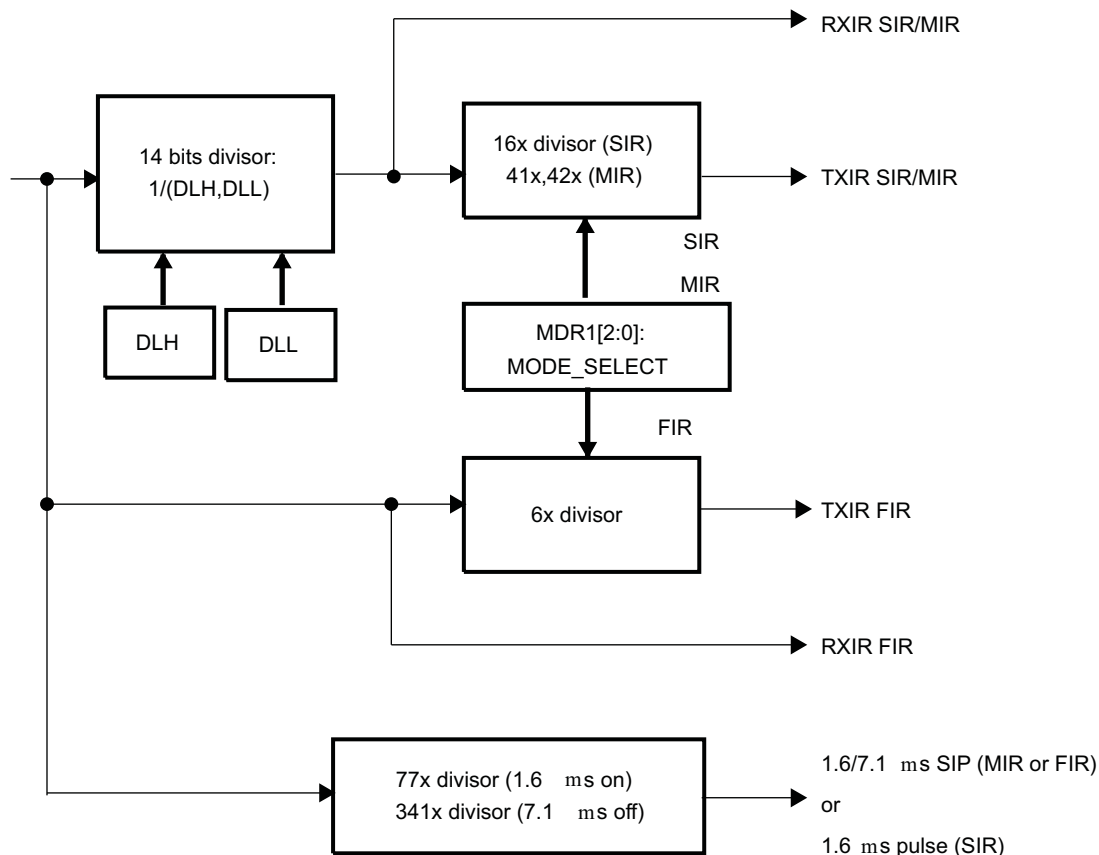 RXIR SIR/MIR
14 bits divisor:
1/(DLH,DLL)
16x divisor (SIR)
41x,42x (MIR)
TXIR SIR/MIR
SIR
MIR
DLH
DLL
MDR1[2:0]:
MODE_SELECT
FIR
6x divisor
TXIR FIR
RXIR FIR
77x divisor (1.6 ms on)
341x divisor (7.1 ms off)
1.6/7.1 ms SIP (MIR or FIR)
or
1.6 ms pulse (SIR)